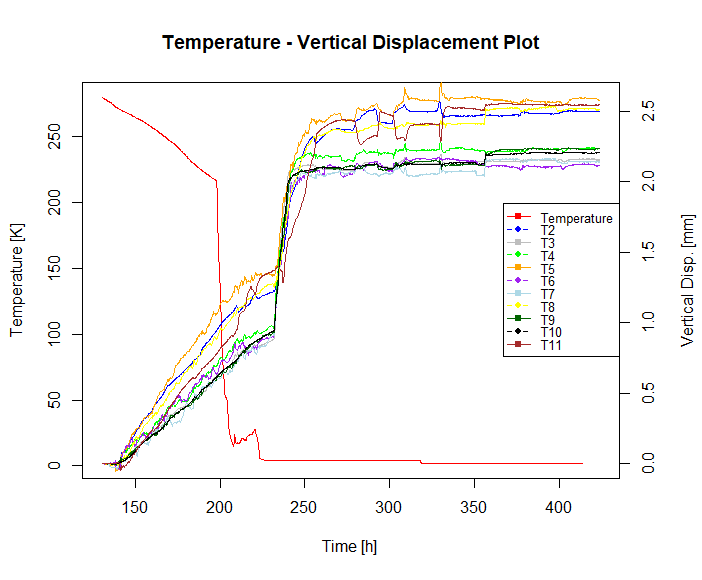 Temperature - Vertical Displacement Plot
Temperature [K]
0
50
100
150
200
250
150
200
250
300
350
400
Time [h]
0.0
0.5
1.0
1.5
2.0
2.5
Vertical Disp. [mm]
Temperature
T2
T3
T4
T5
T6
T7
T8
T9
T10
T11